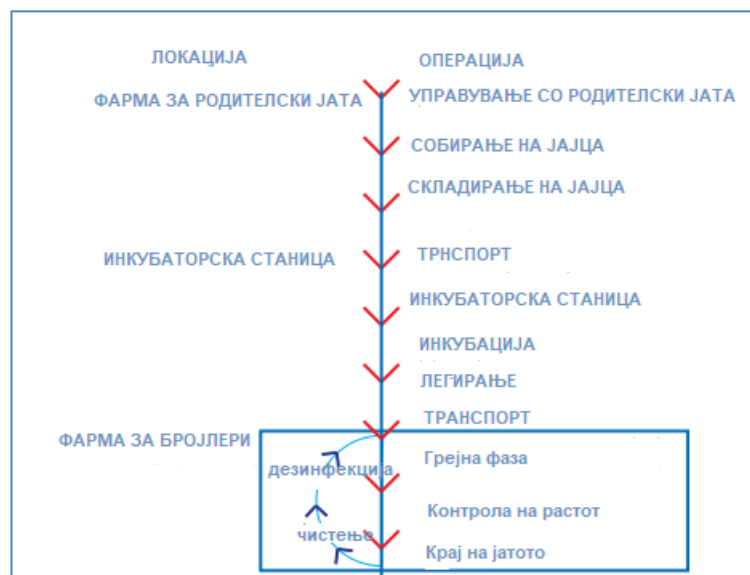 ЛОКАЦИЈА
ОПЕРАЦИЈА
ФАРМА ЗА РОДИТЕЛСКИ ЈАТА
УПРАВУВАЊЕ СО РОДИТЕЛСКИ ЈАТА
СОБИРАЊЕ НА ЈАЈЦА
СКЛАДИРАЊЕ НА ЈАЈЦА
ИНКУБАТОРСКА СТАНИЦА
ТРНСПОРТ
ИНКУБАТОРСКА СТАНИЦА
ИНКУБАЦИЈА
ЛЕГИРАЊЕ
ТРАНСПОРТ
ФАРМА ЗА БРОЈЛЕРИ
Грејна фаза
дезинфекција
Контрола на растот
чистење
Крај на јатото